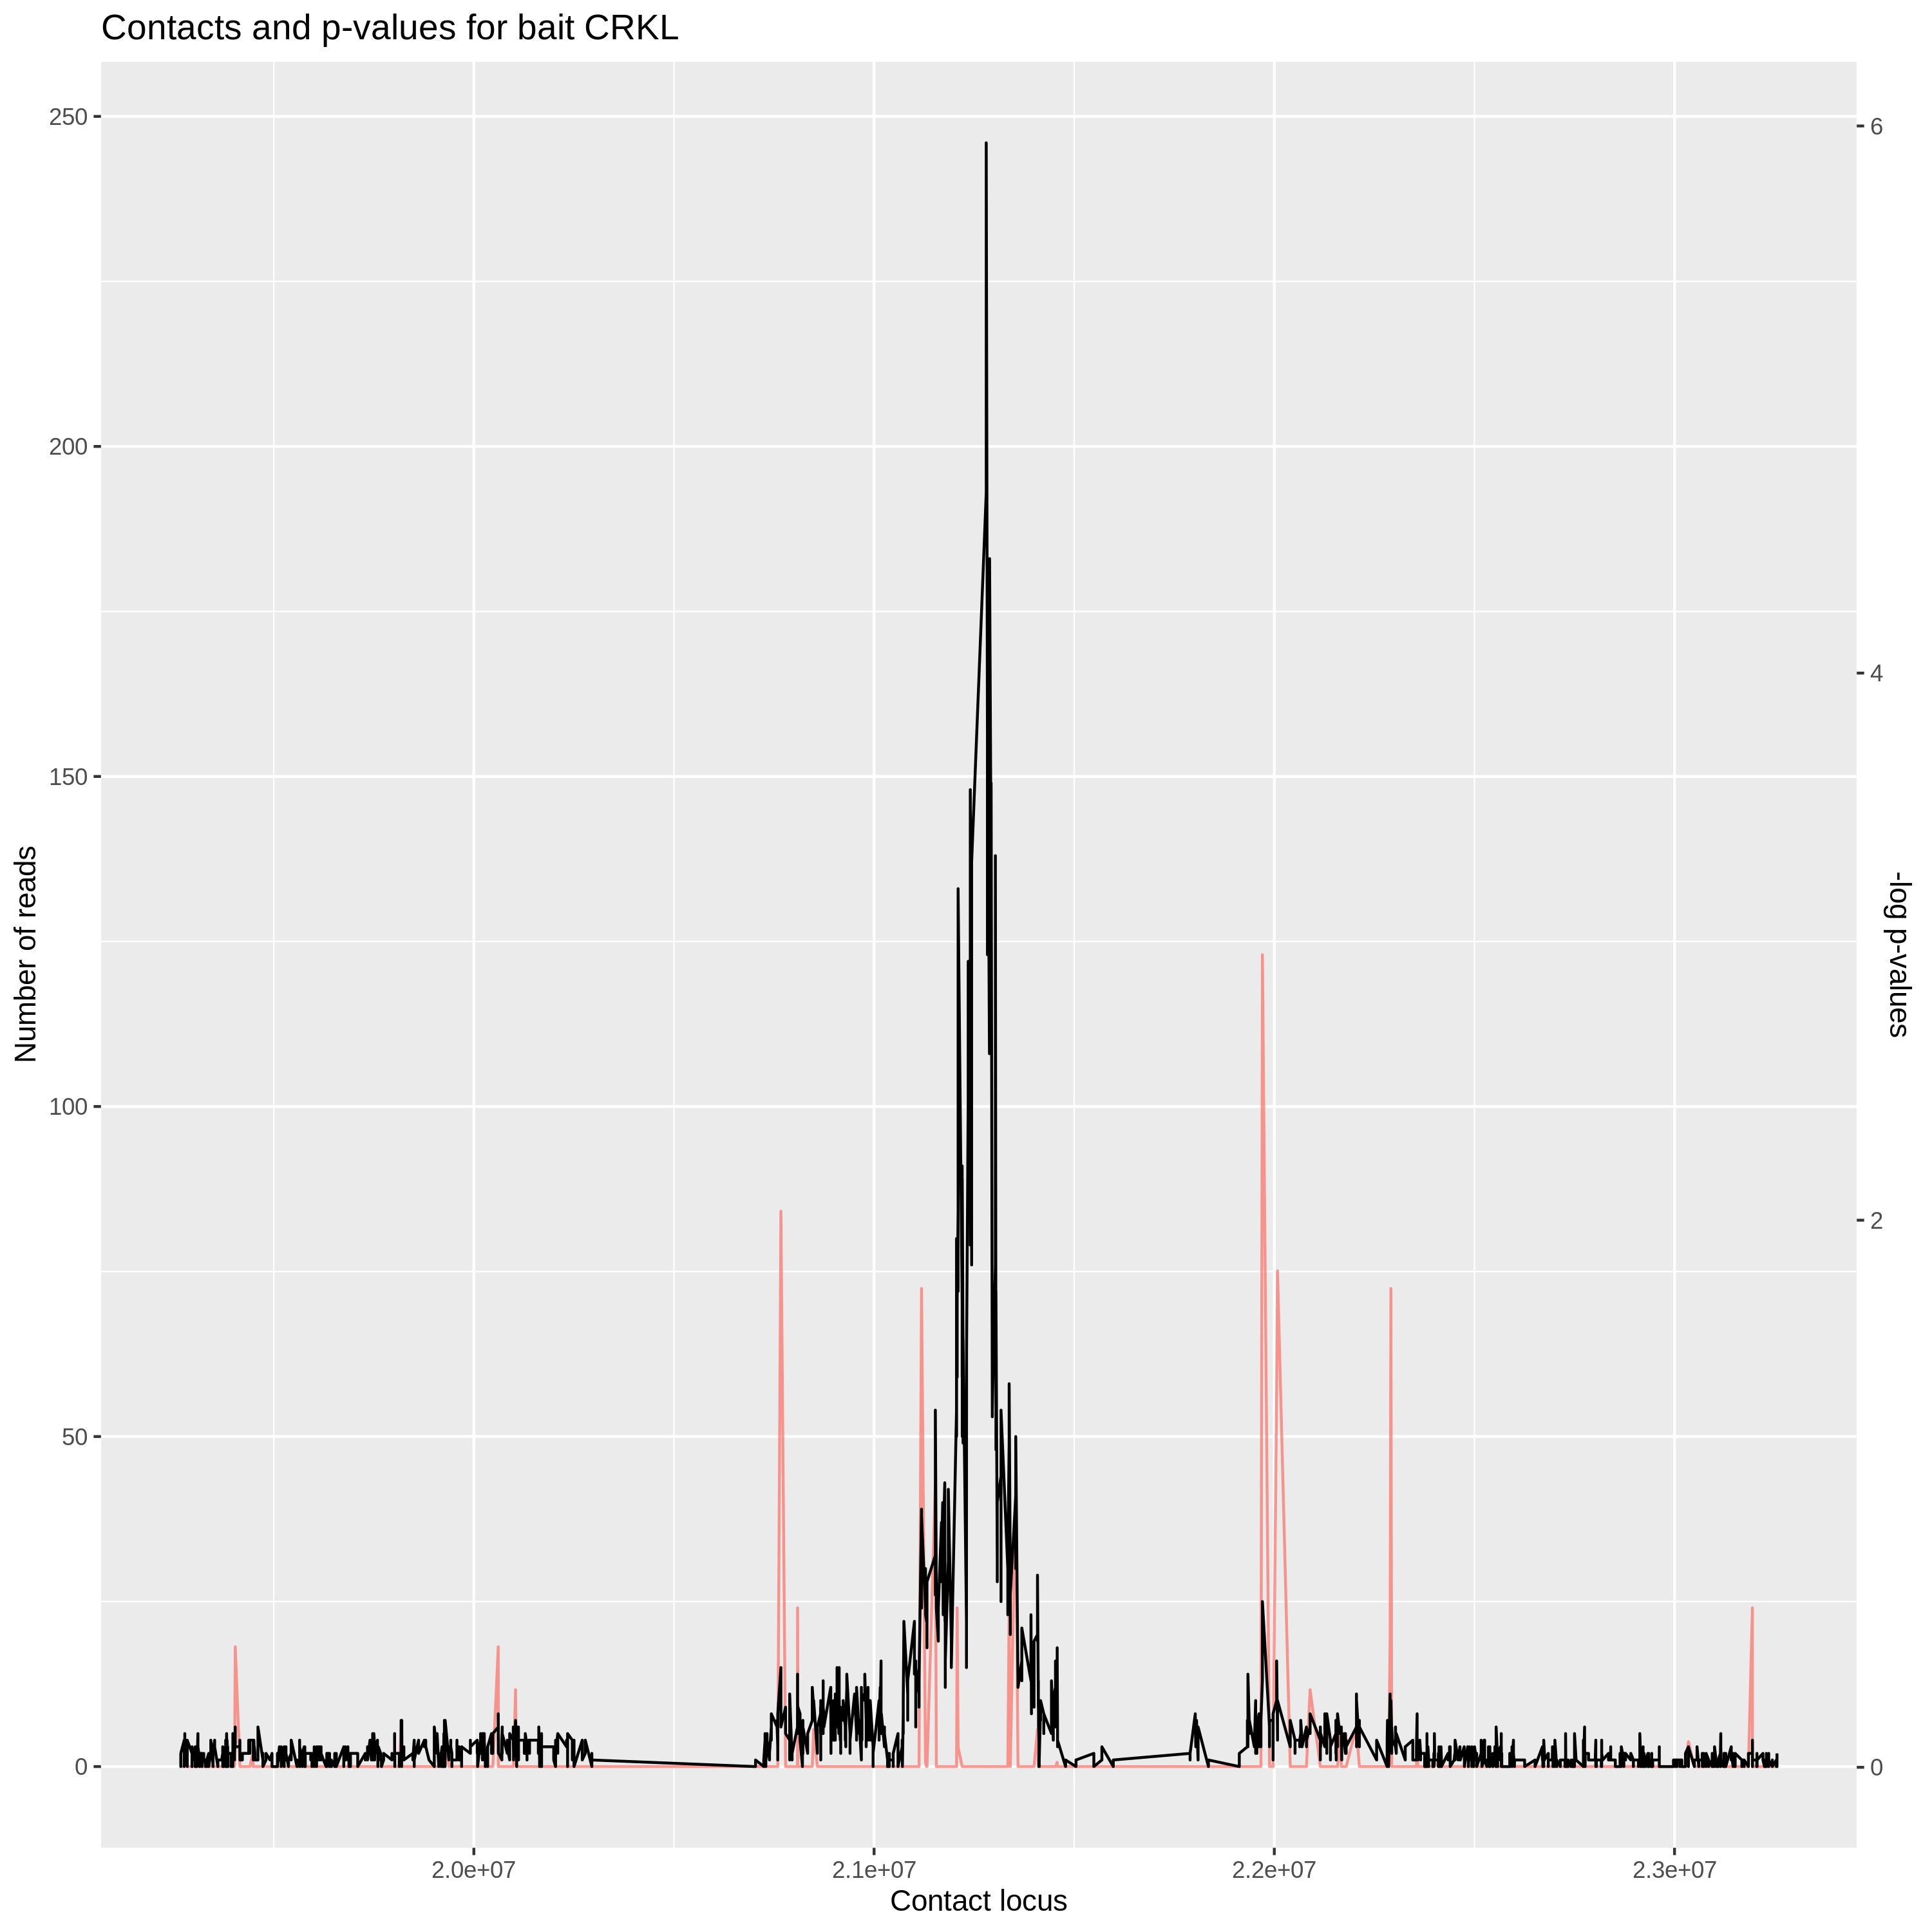 Contacts and p-values for bait CRKL
250
200
150
100
50
0
6
4
2
0
Number of reads
-log p-values
2.0e+07
2.1e+07
2.2e+07
2.3e+07
Contact locus